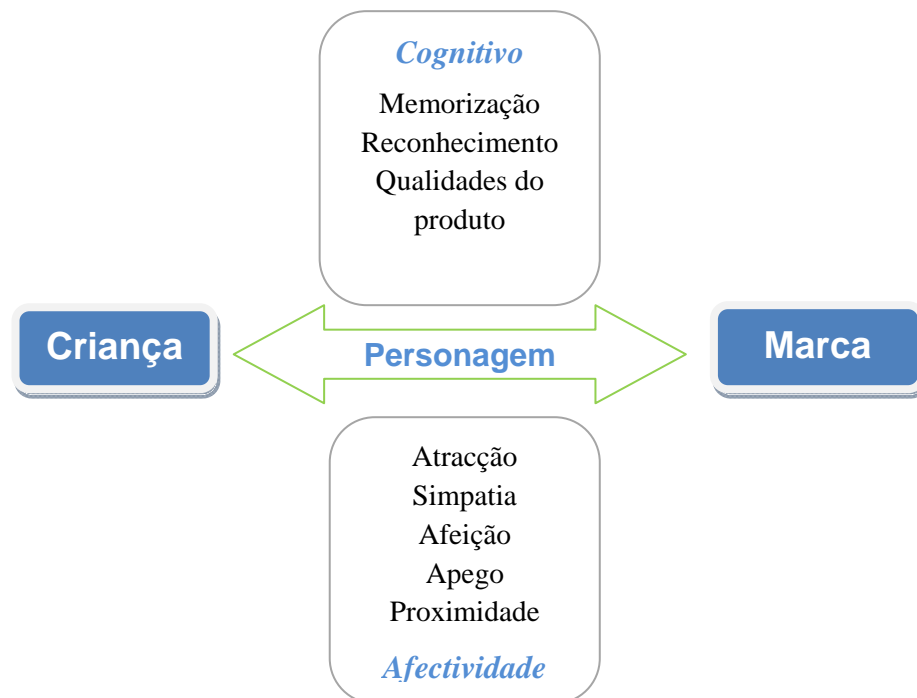 Cognitivo
Memorização
Reconhecimento
Qualidades do
produto
Criança
Personagem
Marca
Atracção
Simpatia
Afeição
Apego
Proximidade
Afectividade